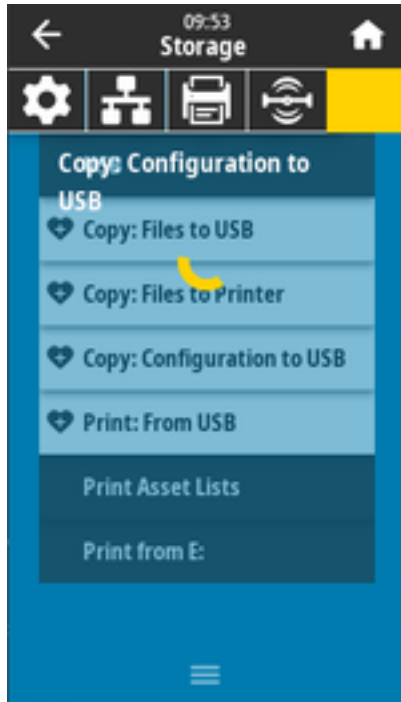 09:53
Storage
Copy: Configuration to
USB
Copy: Files to USB
Copy: Files to Printer
Copy: Configuration to USB
Print: From USB
Print Asset Lists
Print from E: